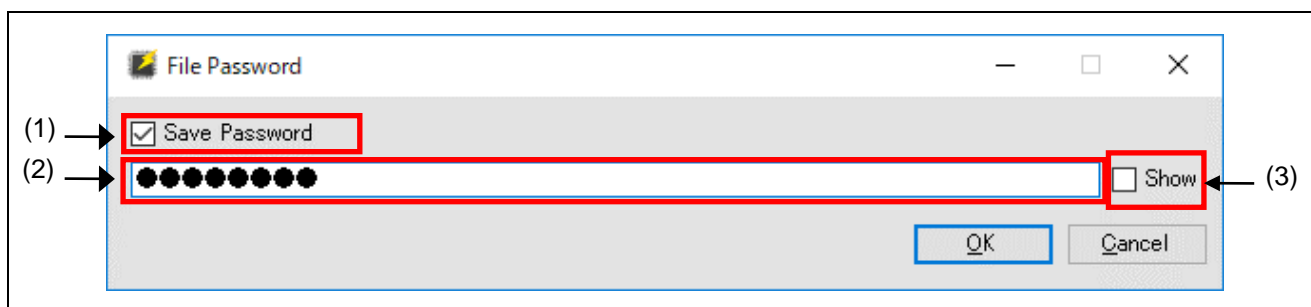 File Password
(1) Save Password
(2) ●●●●●●●● Show (3)
OK Cancel